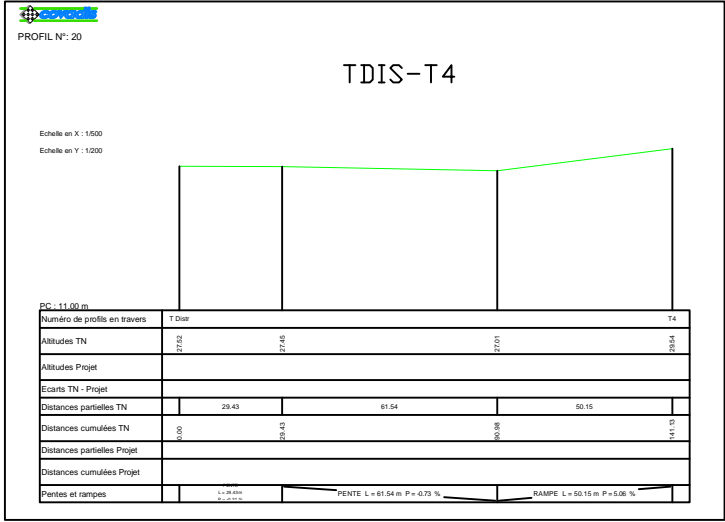 covadis
PROFIL N°: 20
TDIS-T4
Echelle en X : 1/500
Echelle en Y : 1/200
PC : 11.00 m
Numéro de profils en travers T Distr T4
Altitudes TN 27.52 27.45 27.01 29.54
Altitudes Projet
Ecarts TN - Projet
Distances partielles TN 29.43 61.54 50.15
Distances cumulées TN 0.00 29.43 90.98 141.13
Distances partielles Projet
Distances cumulées Projet
Pentes et rampes L = 29.43 m PENTE L = 61.54 m P = -0.73 % RAMPE L = 50.15 m P = 5.06 %